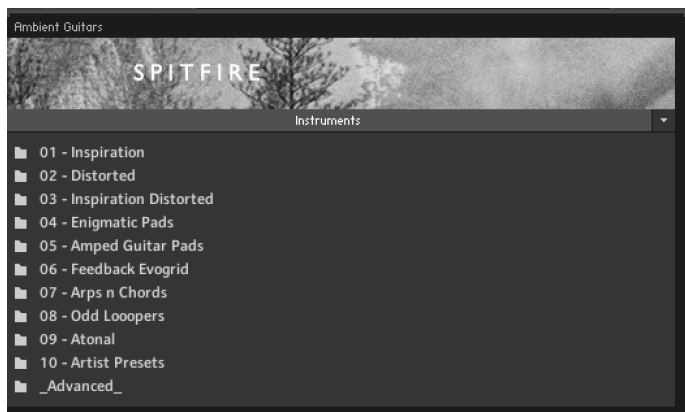 Ambient Guitars
SPITFIRE
Instruments
01 - Inspiration
02 - Distorted
03 - Inspiration Distorted
04 - Enigmatic Pads
05 - Amped Guitar Pads
06 - Feedback Evogrid
07 - Arps n Chords
08 - Odd Looopers
09 - Atonal
10 - Artist Presets
_Advanced_